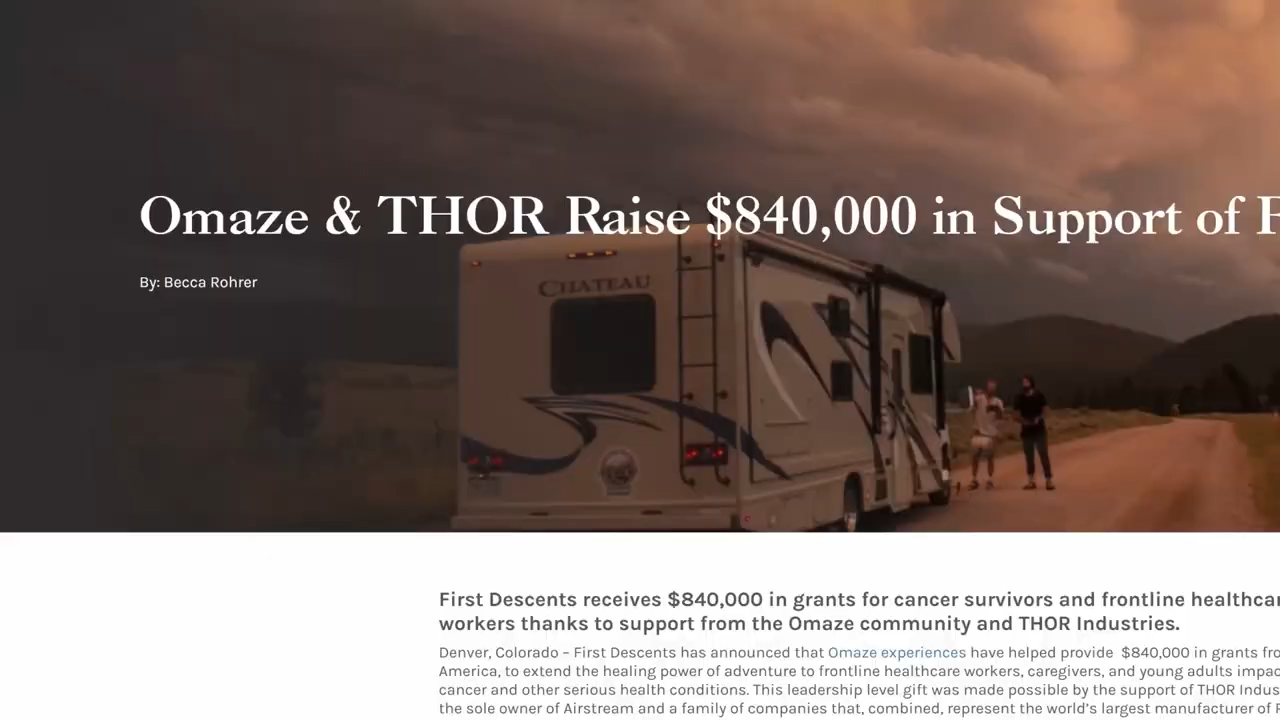 Omaze & THOR Raise $840,000 in Support of F
By: Becca Rohrer
CHATEAU
First Descents receives $840,000 in grants for cancer survivors and frontline healthcar
workers thanks to support from the Omaze community and THOR Industries.
Denver, Colorado – First Descents has announced that Omaze experiences have helped provide $840,000 in grants fro
America, to extend the healing power of adventure to frontline healthcare workers, caregivers, and young adults impac
cancer and other serious health conditions. This leadership level gift was made possible by the support of THOR Indus
the sole owner of Airstream and a family of companies that, combined, represent the world's largest manufacturer of R